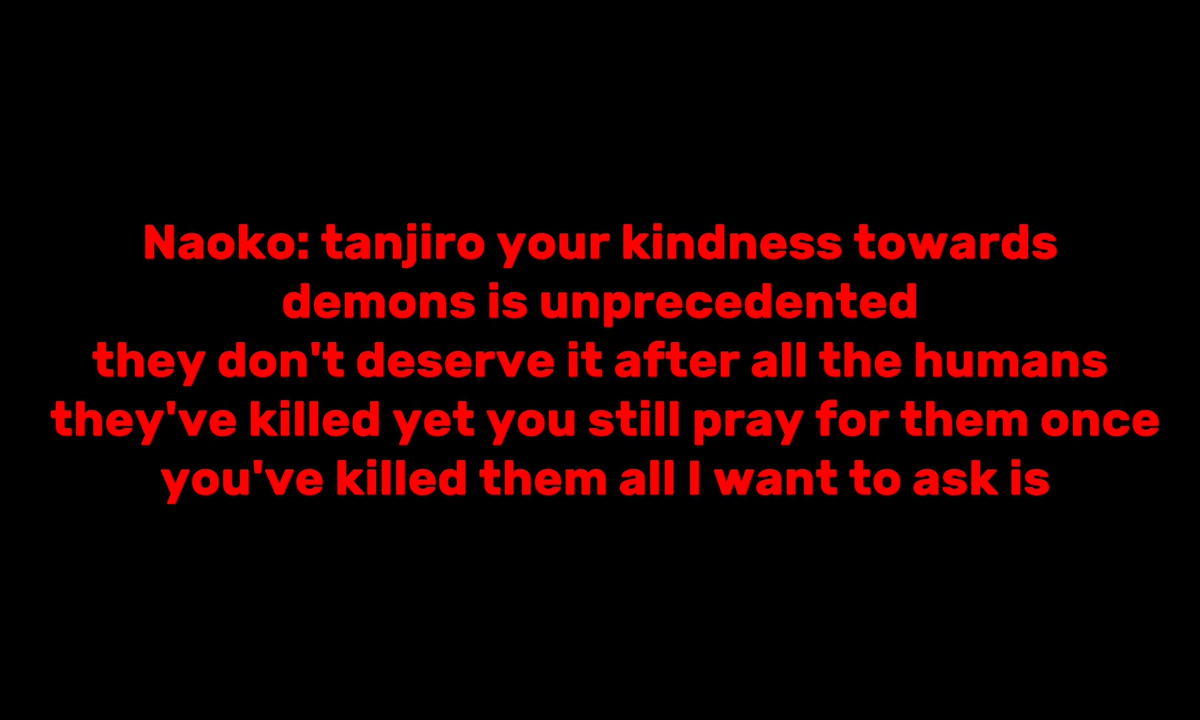 Naoko: tanjiro your kindness towards
demons is unprecedented
they don't deserve it after all the humans
they've killed yet you still pray for them once
you've killed them all I want to ask is